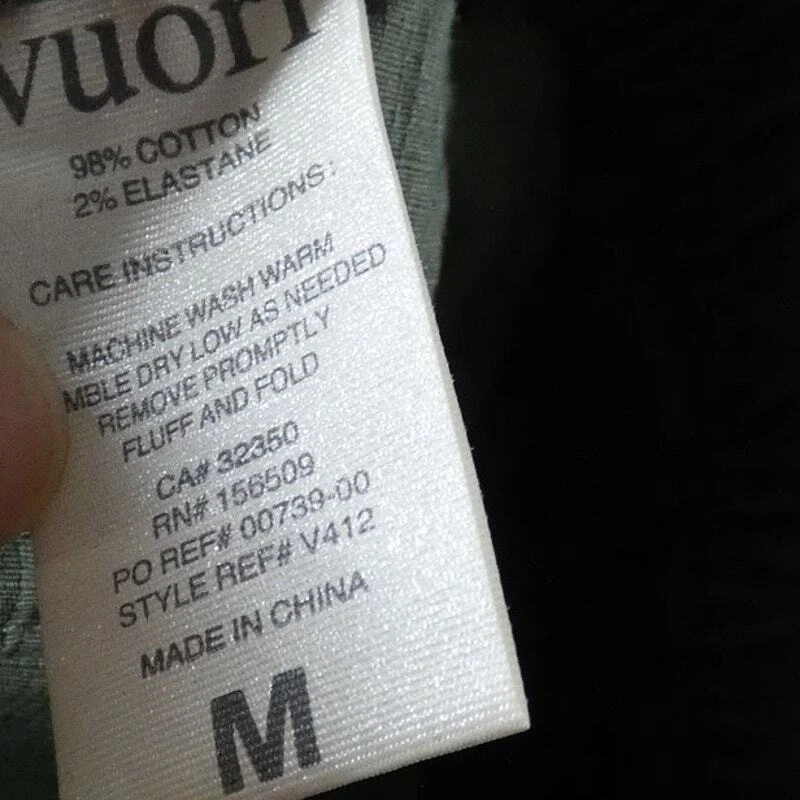 vuori
98% COTTON
2% ELASTANE
CARE INSTRUCTIONS:
MACHINE WASH WARM
MBLE DRY LOW AS NEEDED
REMOVE PROMPTLY
FLUFF AND FOLD
CA# 32350
RN# 156509
PO REF# 00739-00
STYLE REF# V412
MADE IN CHINA
M